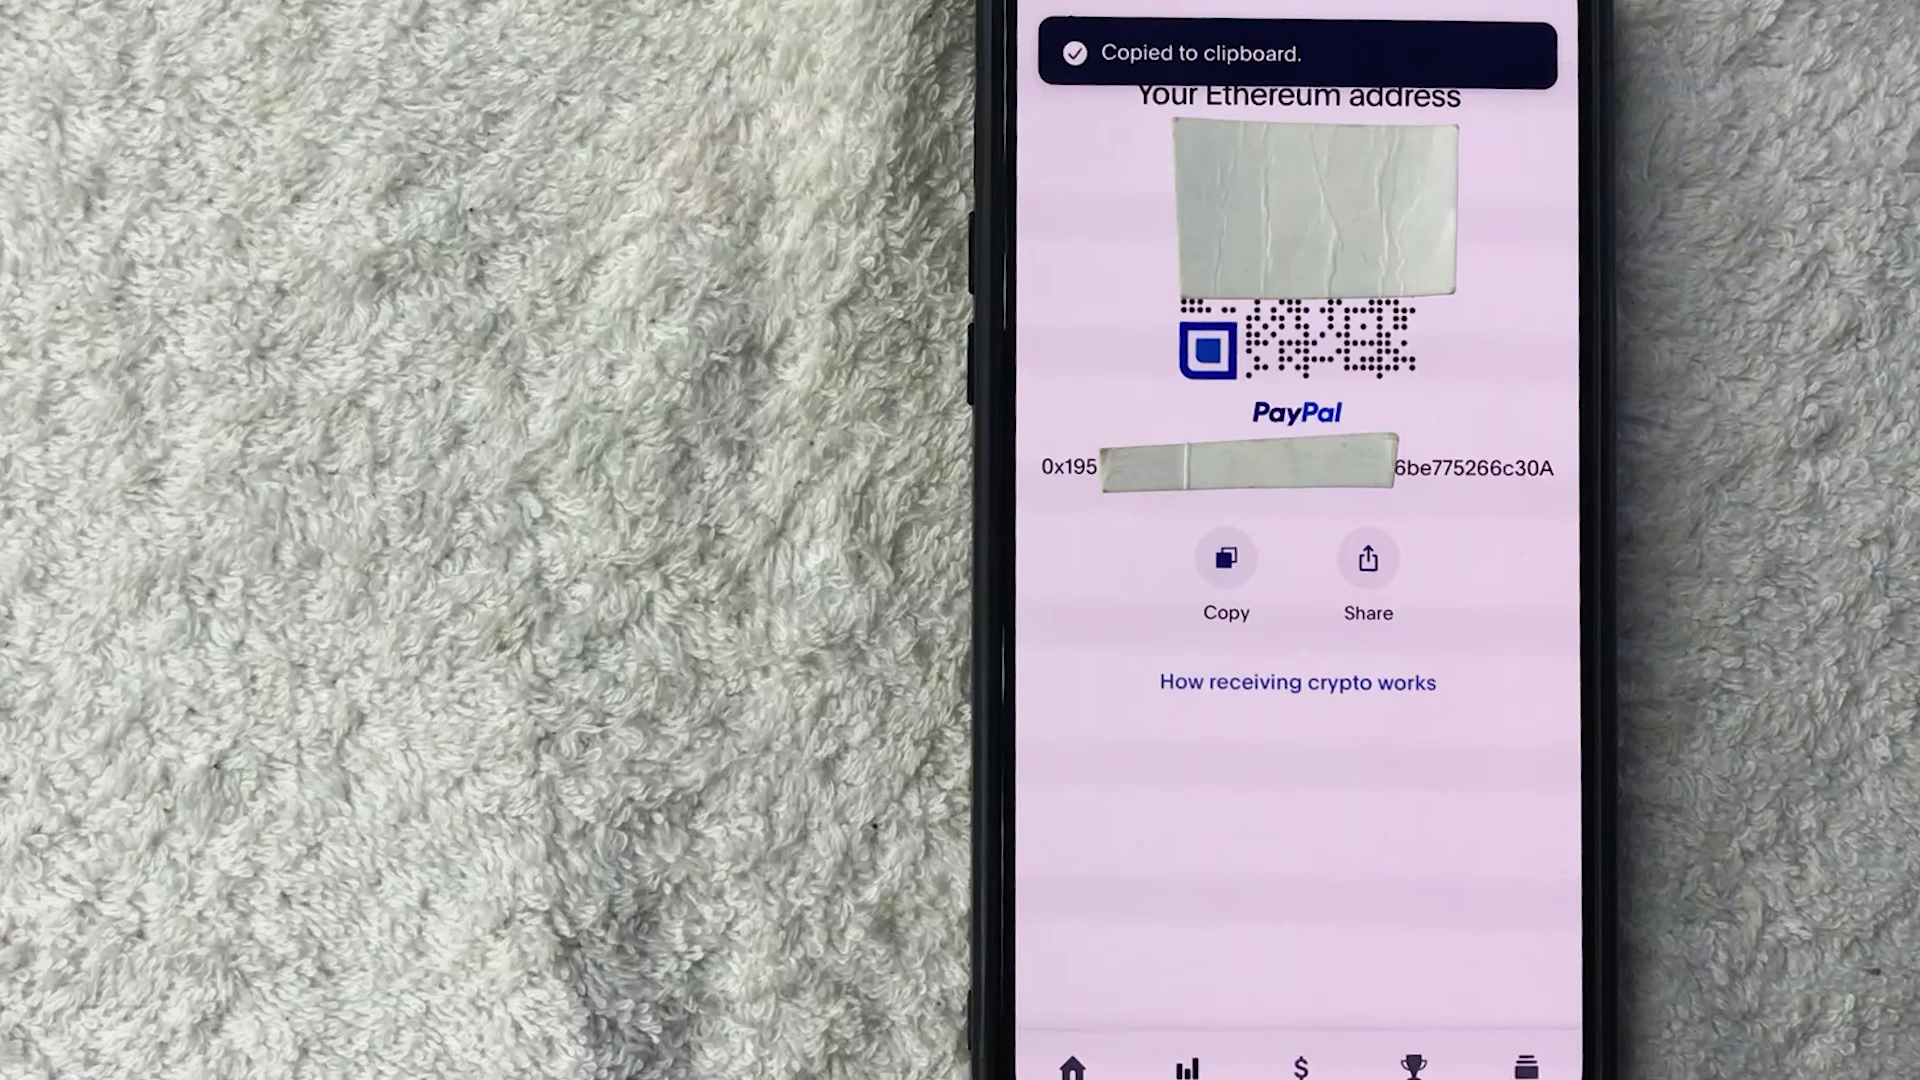 Copied to clipboard.
Your Ethereum address
PayPal
0x195 6be775266c30A
Copy Share
How receiving crypto works
$